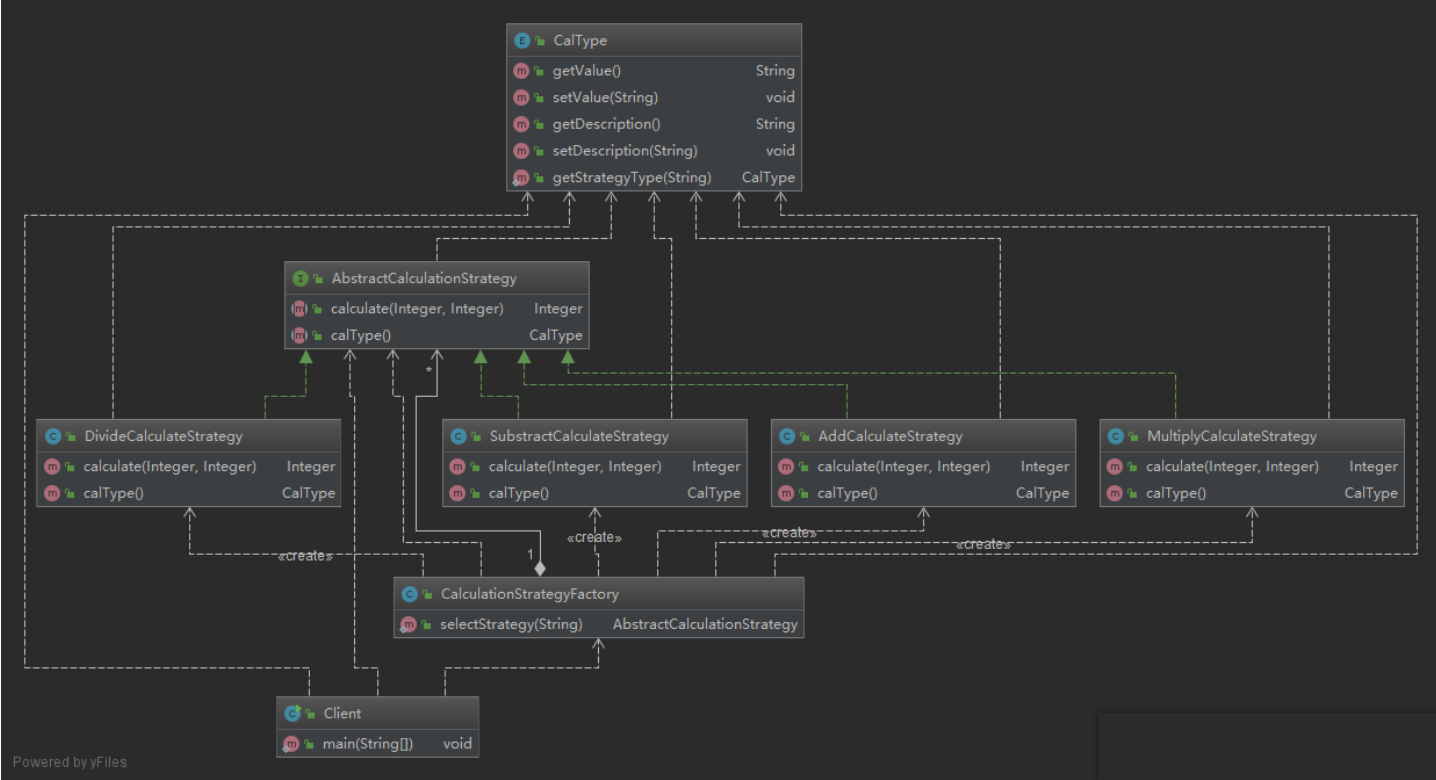 CalType
getValue() String
setValue(String) void
getDescription() String
setDescription(String) void
getStrategyType(String) CalType
AbstractCalculationStrategy
calculate(Integer, Integer) Integer
calType() CalType
*
DivideCalculateStrategy
calculate(Integer, Integer) Integer
calType() CalType
SubstractCalculateStrategy
calculate(Integer, Integer) Integer
calType() CalType
AddCalculateStrategy
calculate(Integer, Integer) Integer
calType() CalType
MultiplyCalculateStrategy
calculate(Integer, Integer) Integer
calType() CalType
«create»
«create»
«create»
«create»
1
CalculationStrategyFactory
selectStrategy(String) AbstractCalculationStrategy
Client
main(String[]) void
Powered by yFiles